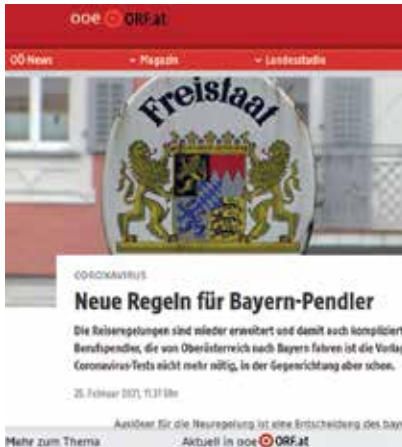 ooe ORF.at
OÖ News Magazin Landesstudio
Freistaat
CORONAVIRUS
Neue Regeln für Bayern-Pendler
Die Reiseregelungen sind wieder erweitert und damit auch kompliziert
Berufspendler, die von Oberösterreich nach Bayern fahren ist die Vorlag
Coronavirus-Tests nicht mehr nötig, in der Gegenrichtung aber schon.
Februar 2021, 11.31 Uhr
Auslöser für die Neuregelung ist eine Entscheidung des bay
Mehr zum Thema Aktuell in ooe ORF.at